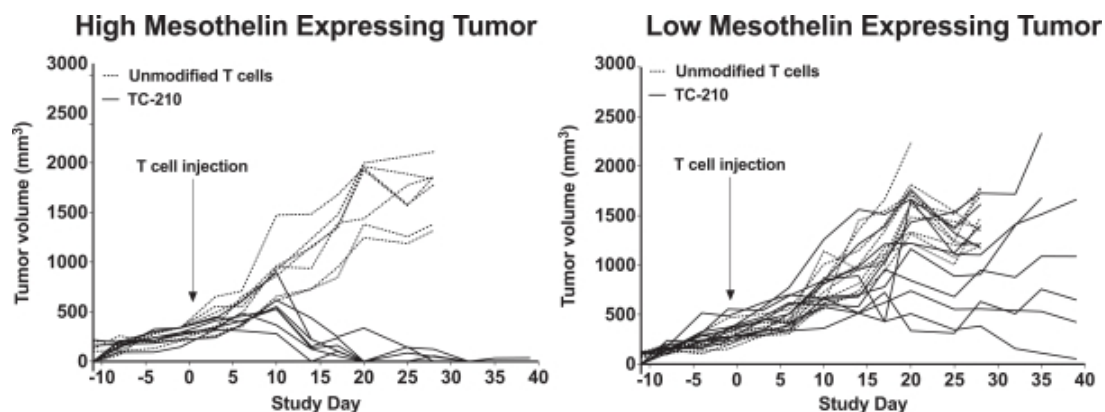 High Mesothelin Expressing Tumor
3000
2500
2000
1500
1000
500
0
Tumor volume (mm³)
Unmodified T cells
TC-210
T cell injection
-10 -5 0 5 10 15 20 25 30 35 40
Study Day
Low Mesothelin Expressing Tumor
3000
2500
2000
1500
1000
500
0
Tumor volume (mm³)
Unmodified T cells
TC-210
T cell injection
-10 -5 0 5 10 15 20 25 30 35 40
Study Day